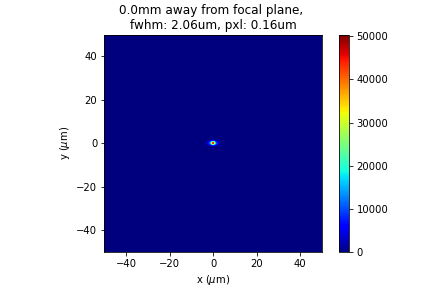 0.0mm away from focal plane,
fwhm: 2.06um, pxl: 0.16um
40
20
0
−20
−40
y (μm)
−40 −20 0 20 40
x (μm)
50000
40000
30000
20000
10000
0